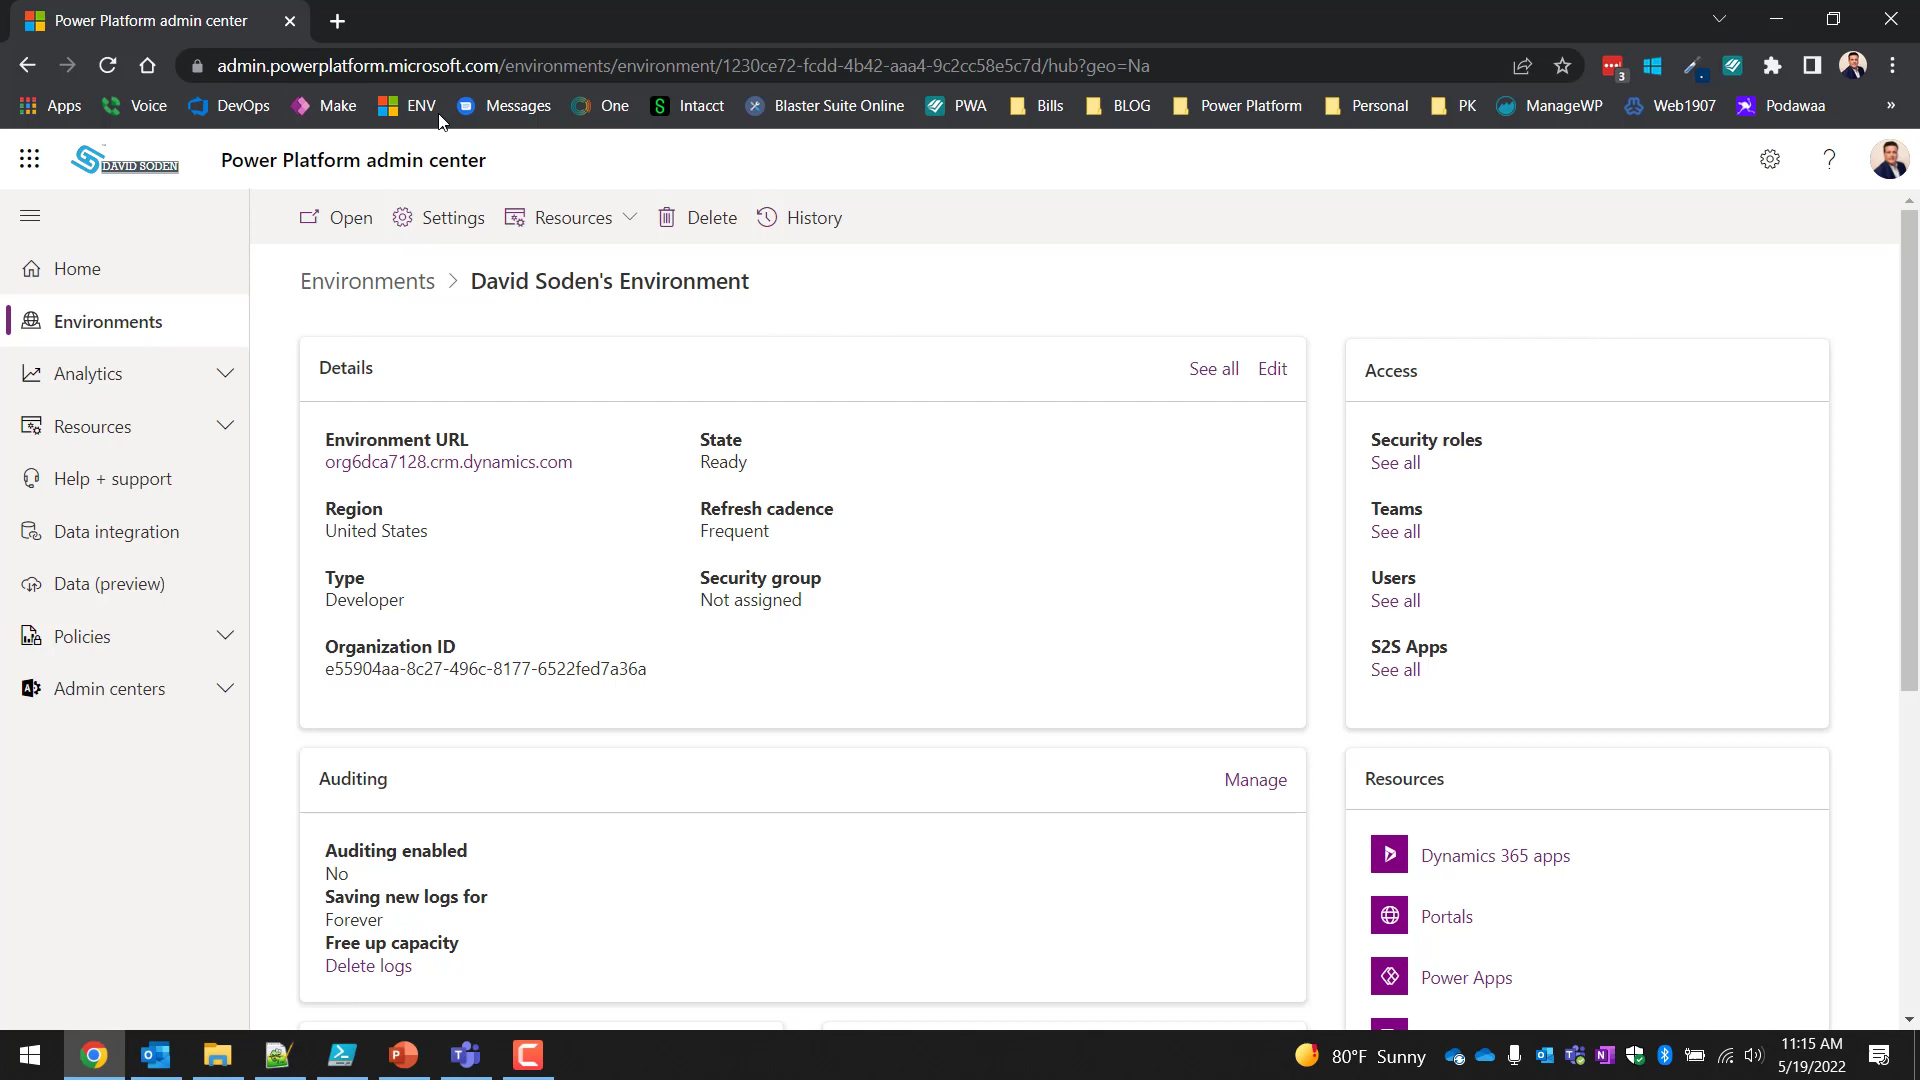 Power Platform admin center
admin.powerplatform.microsoft.com/environments/environment/1230ce72-fcdd-4b42-aaa4-9c2cc58e5c7d/hub?geo=Na
3
Apps Voice DevOps Make ENV Messages One Intacct Blaster Suite Online PWA Bills BLOG Power Platform Personal PK ManageWP Web1907 Podawaa »
DAVID SODEN Power Platform admin center
Open Settings Resources Delete History
Home
Environments
Analytics
Resources
Help + support
Data integration
Data (preview)
Policies
Admin centers
Environments > David Soden's Environment
Details See all Edit
Environment URL
org6dca7128.crm.dynamics.com
State
Ready
Region
United States
Refresh cadence
Frequent
Type
Developer
Security group
Not assigned
Organization ID
e55904aa-8c27-496c-8177-6522fed7a36a
Access
Security roles
See all
Teams
See all
Users
See all
S2S Apps
See all
Auditing Manage
Auditing enabled
No
Saving new logs for
Forever
Free up capacity
Delete logs
Resources
Dynamics 365 apps
Portals
Power Apps
80°F Sunny
11:15 AM
5/19/2022